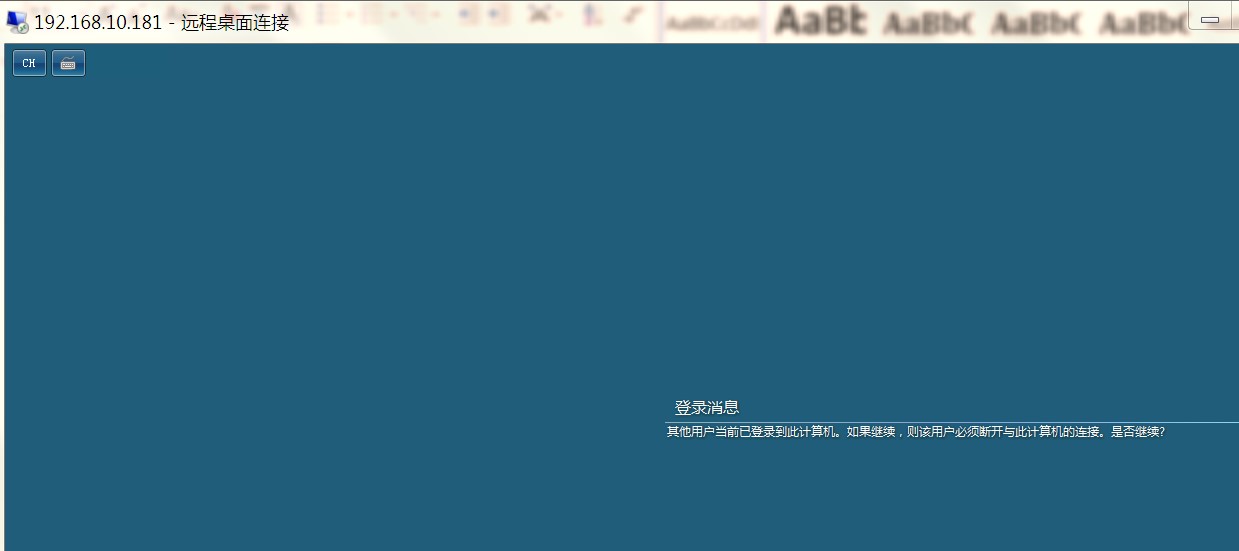 192.168.10.181 - 远程桌面连接
AaBbCcDdI AaBb AaBbC AaBbC AaBbC
CH
登录消息
其他用户当前已登录到此计算机。如果继续，则该用户必须断开与此计算机的连接。是否继续?